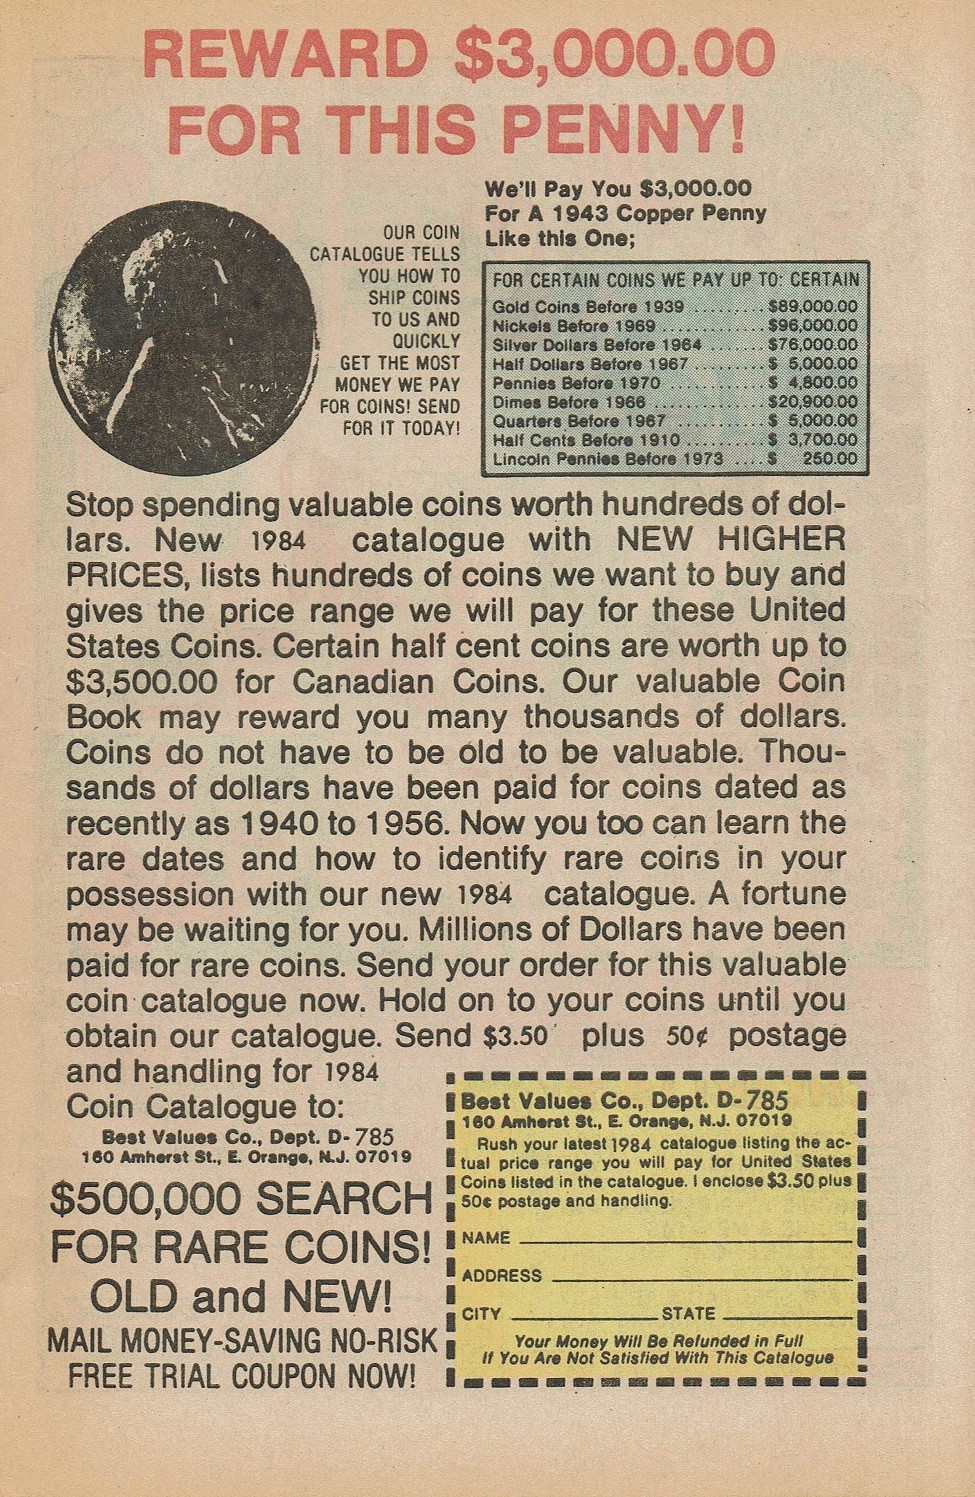 REWARD $3,000.00
FOR THIS PENNY!
We'll Pay You $3,000.00
For A 1943 Copper Penny
Like this One;
OUR COIN
CATALOGUE TELLS
YOU HOW TO
SHIP COINS
TO US AND
QUICKLY
GET THE MOST
MONEY WE PAY
FOR COINS! SEND
FOR IT TODAY!
FOR CERTAIN COINS WE PAY UP TO: CERTAIN
Gold Coins Before 1939 ......... $89,000.00
Nickels Before 1969 ............ $96,000.00
Silver Dollars Before 1964 ....... $76,000.00
Half Dollars Before 1967 .......... $ 5,000.00
Pennies Before 1970 ............ $ 4,800.00
Dimes Before 1966 .............. $20,900.00
Quarters Before 1967 ........... $ 5,000.00
Half Cents Before 1910 .......... $ 3,700.00
Lincoln Pennies Before 1973 .... $ 250.00
Stop spending valuable coins worth hundreds of dol-
lars. New 1984 catalogue with NEW HIGHER
PRICES, lists hundreds of coins we want to buy and
gives the price range we will pay for these United
States Coins. Certain half cent coins are worth up to
$3,500.00 for Canadian Coins. Our valuable Coin
Book may reward you many thousands of dollars.
Coins do not have to be old to be valuable. Thou-
sands of dollars have been paid for coins dated as
recently as 1940 to 1956. Now you too can learn the
rare dates and how to identify rare coins in your
possession with our new 1984 catalogue. A fortune
may be waiting for you. Millions of Dollars have been
paid for rare coins. Send your order for this valuable
coin catalogue now. Hold on to your coins until you
obtain our catalogue. Send $3.50 plus 50¢ postage
and handling for 1984
Coin Catalogue to:
Best Values Co., Dept. D-785
160 Amherst St., E. Orange, N.J. 07019
$500,000 SEARCH
FOR RARE COINS!
OLD and NEW!
MAIL MONEY-SAVING NO-RISK
FREE TRIAL COUPON NOW!
Best Values Co., Dept. D-785
160 Amherst St., E. Orange, N.J. 07019
Rush your latest 1984 catalogue listing the ac-
tual price range you will pay for United States
Coins listed in the catalogue. I enclose $3.50 plus
50¢ postage and handling.
NAME
ADDRESS
CITY STATE
Your Money Will Be Refunded in Full
If You Are Not Satisfied With This Catalogue